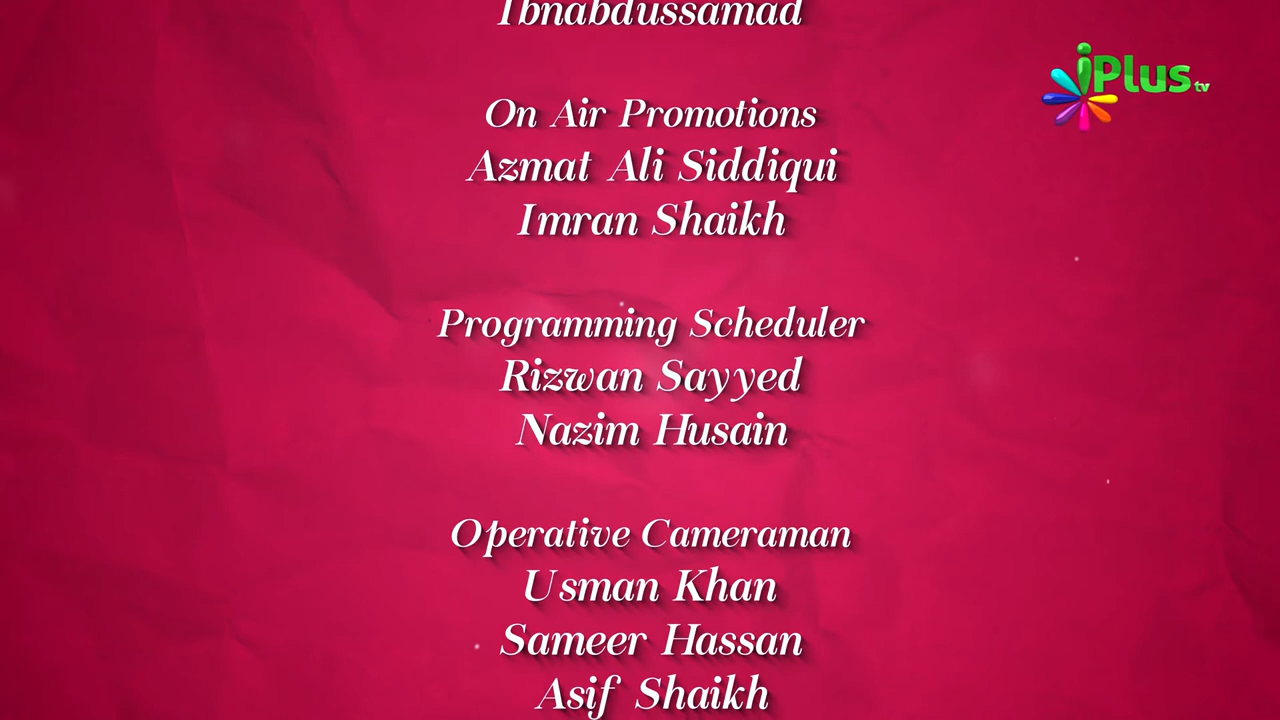 Ibnabdussamad
iPlus tv
On Air Promotions
Azmat Ali Siddiqui
Imran Shaikh
Programming Scheduler
Rizwan Sayyed
Nazim Husain
Operative Cameraman
Usman Khan
Sameer Hassan
Asif Shaikh